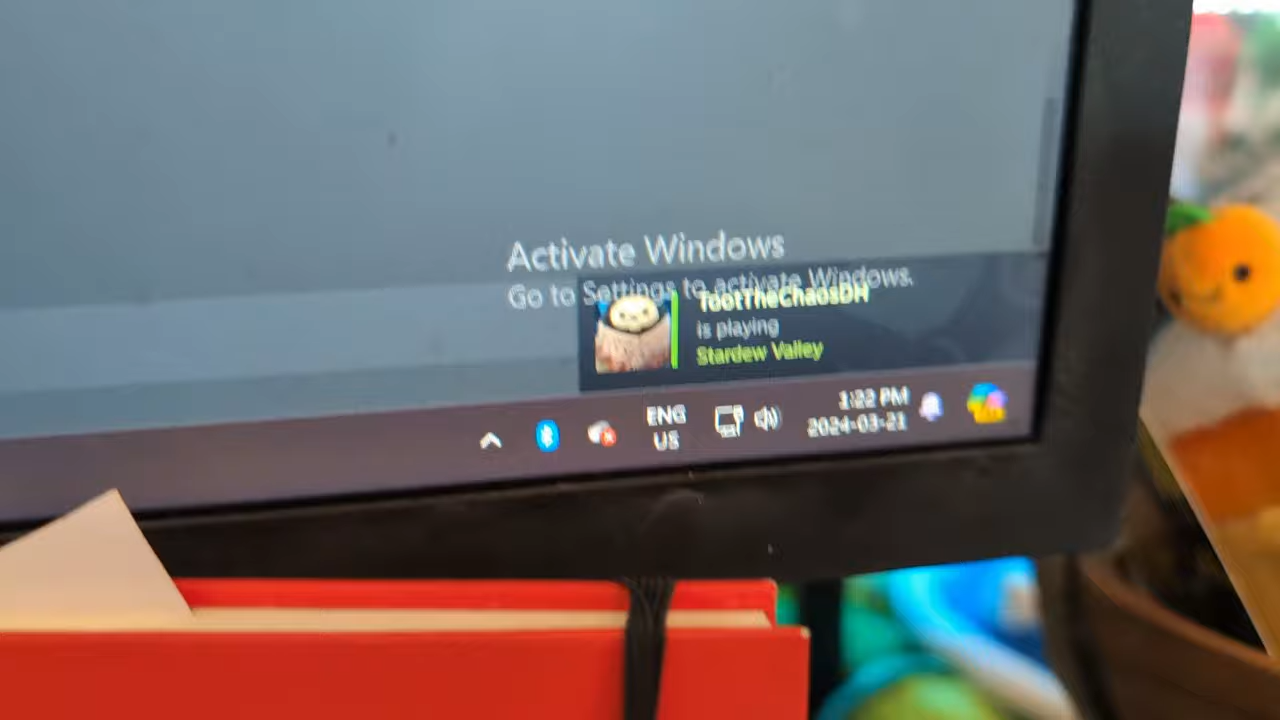 Activate Windows
Go to Settings to activate Windows.
TootTheChaosDH
is playing
Stardew Valley
ENG
US
1:22 PM
2024-03-21